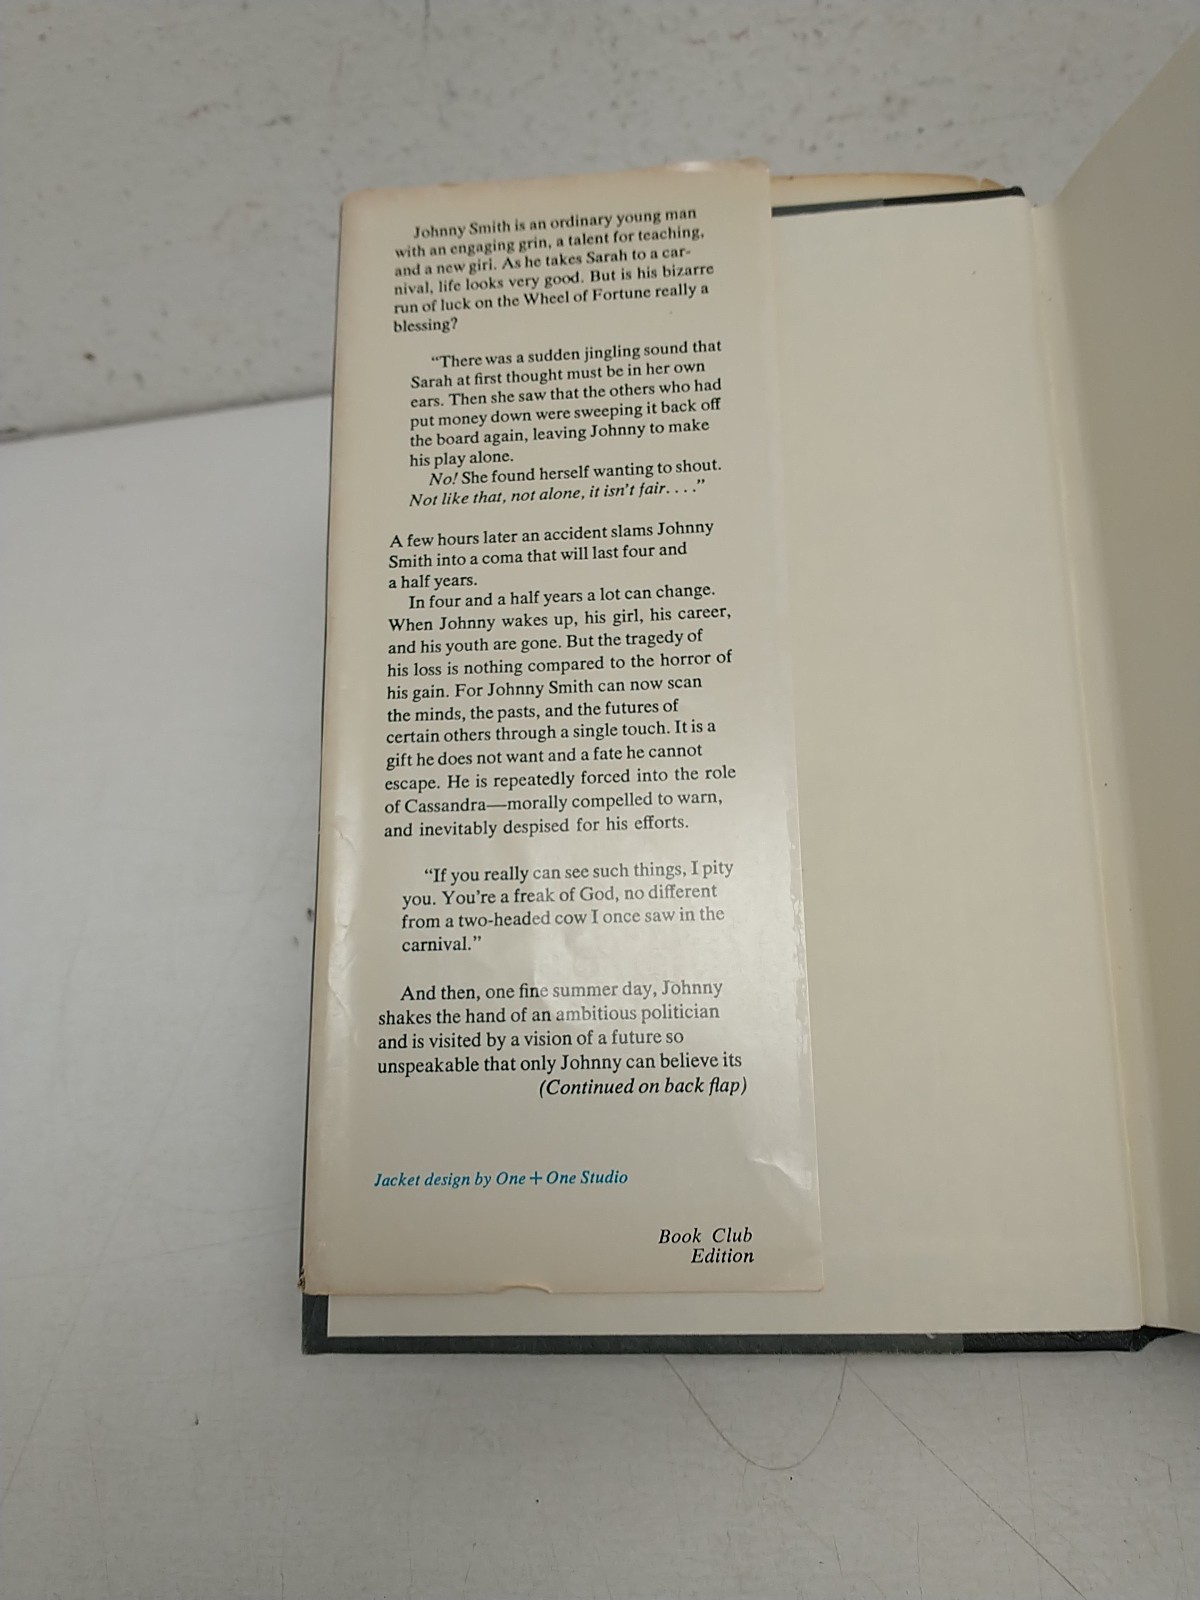 Johnny Smith is an ordinary young man
with an engaging grin, a talent for teaching,
and a new girl. As he takes Sarah to a car-
nival, life looks very good. But is his bizarre
run of luck on the Wheel of Fortune really a
blessing?
“There was a sudden jingling sound that
Sarah at first thought must be in her own
ears. Then she saw that the others who had
put money down were sweeping it back off
the board again, leaving Johnny to make
his play alone.
No! She found herself wanting to shout.
Not like that, not alone, it isn't fair. . . .”
A few hours later an accident slams Johnny
Smith into a coma that will last four and
a half years.
In four and a half years a lot can change.
When Johnny wakes up, his girl, his career,
and his youth are gone. But the tragedy of
his loss is nothing compared to the horror of
his gain. For Johnny Smith can now scan
the minds, the pasts, and the futures of
certain others through a single touch. It is a
gift he does not want and a fate he cannot
escape. He is repeatedly forced into the role
of Cassandra—morally compelled to warn,
and inevitably despised for his efforts.
“If you really can see such things, I pity
you. You're a freak of God, no different
from a two-headed cow I once saw in the
carnival.”
And then, one fine summer day, Johnny
shakes the hand of an ambitious politician
and is visited by a vision of a future so
unspeakable that only Johnny can believe its
(Continued on back flap)
Jacket design by One + One Studio
Book Club
Edition